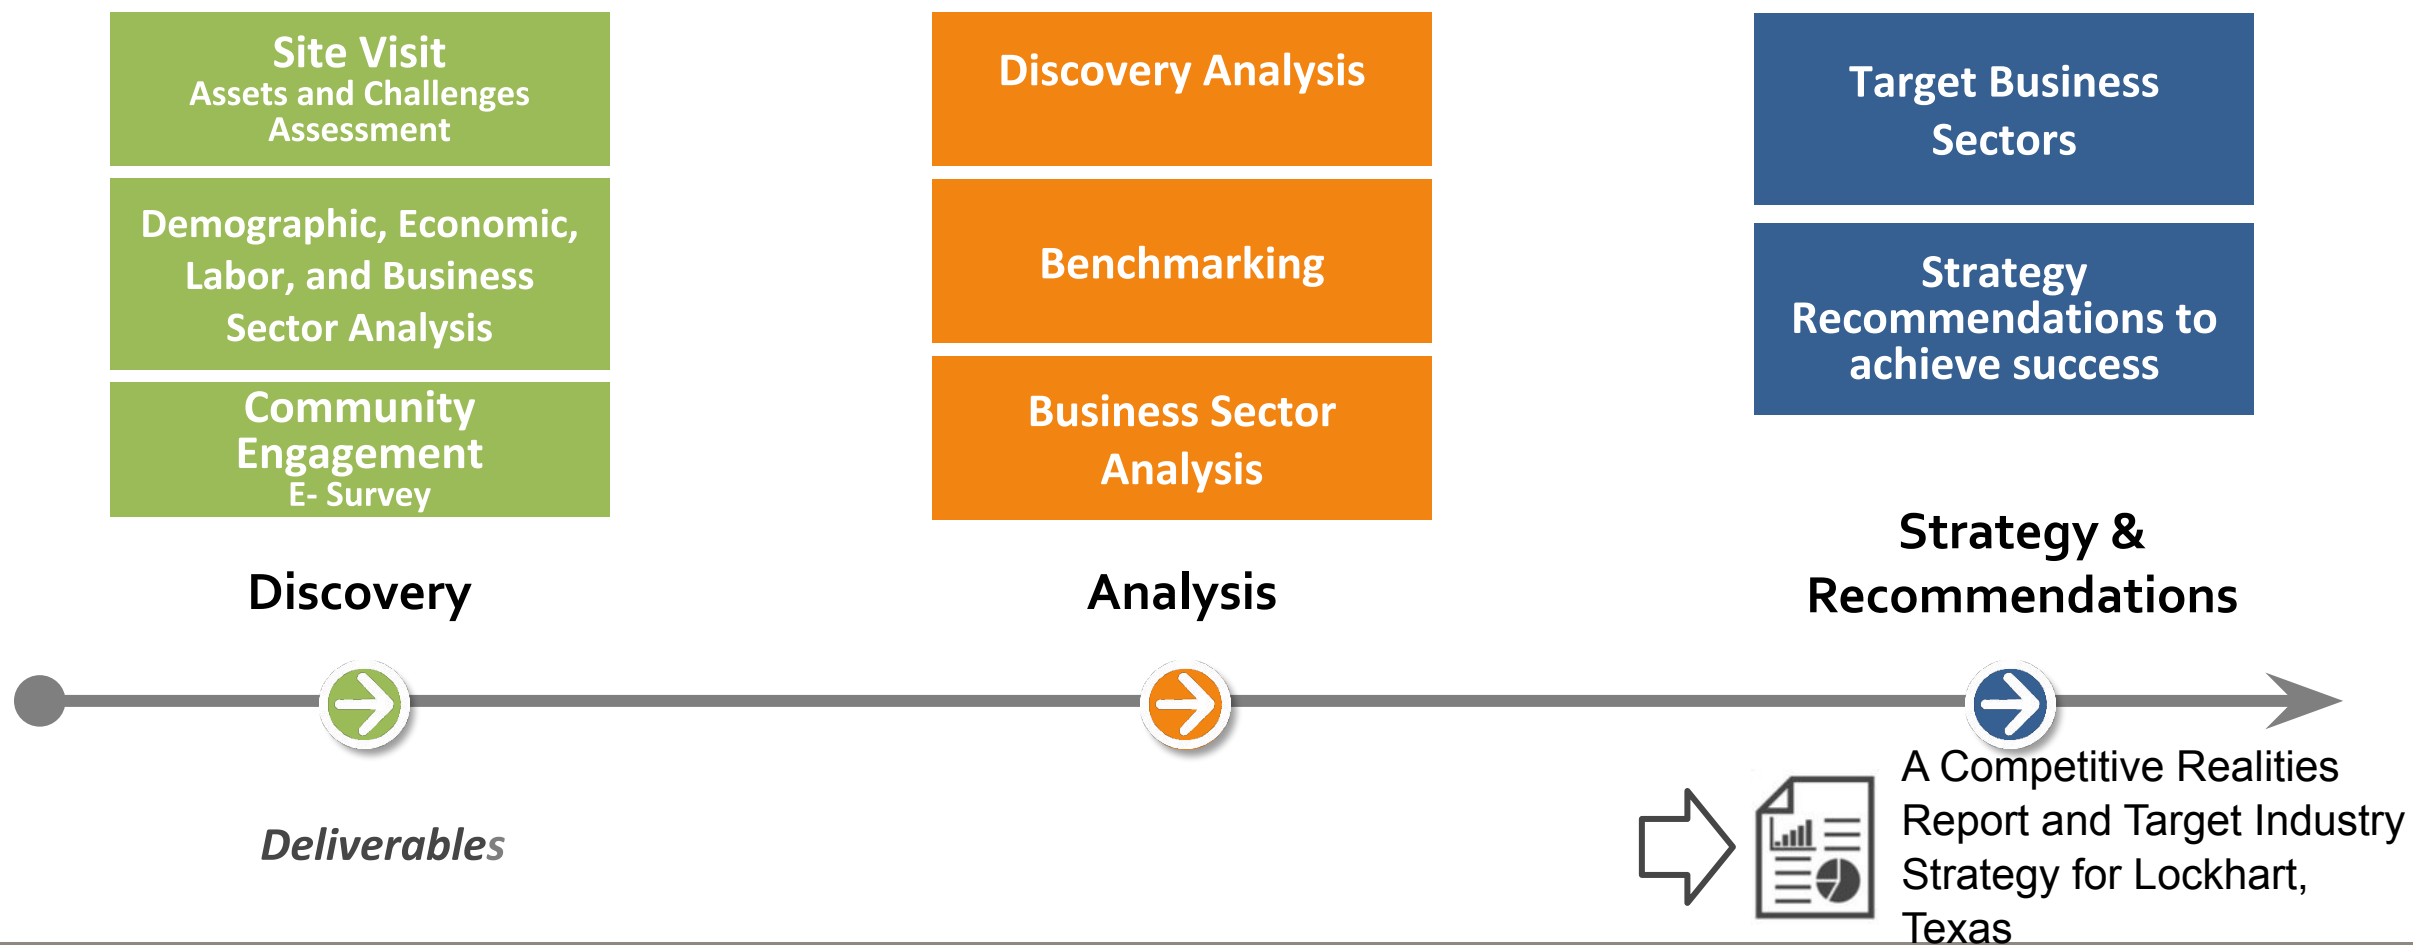 Site Visit
Assets and Challenges
Assessment
Demographic, Economic,
Labor, and Business
Sector Analysis
Community
Engagement
E- Survey
Discovery
Discovery Analysis
Benchmarking
Business Sector
Analysis
Analysis
Target Business
Sectors
Strategy
Recommendations to
achieve success
Strategy &
Recommendations
Deliverables
A Competitive Realities
Report and Target Industry
Strategy for Lockhart,
Texas